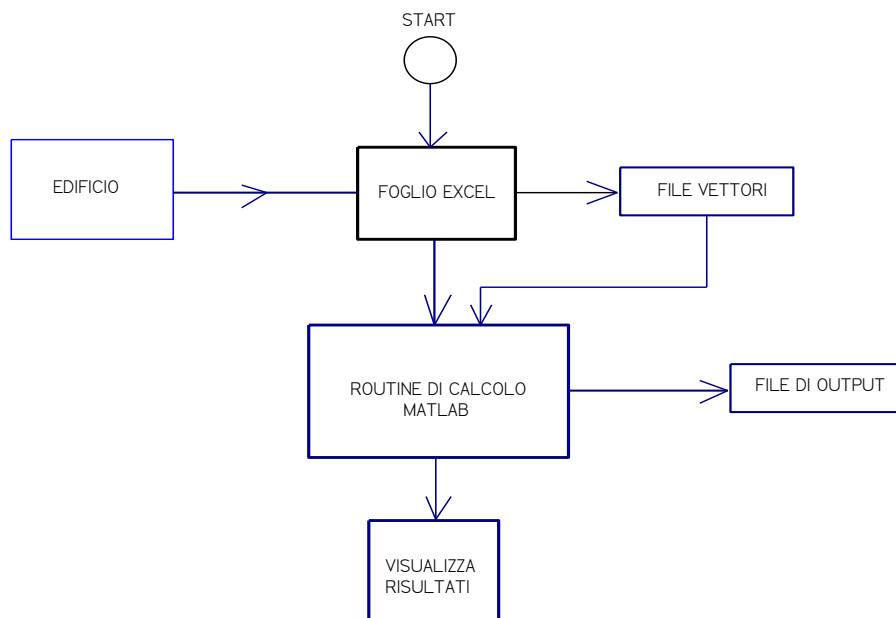 START
EDIFICIO
FOGLIO EXCEL
FILE VETTORI
ROUTINE DI CALCOLO
MATLAB
FILE DI OUTPUT
VISUALIZZA
RISULTATI